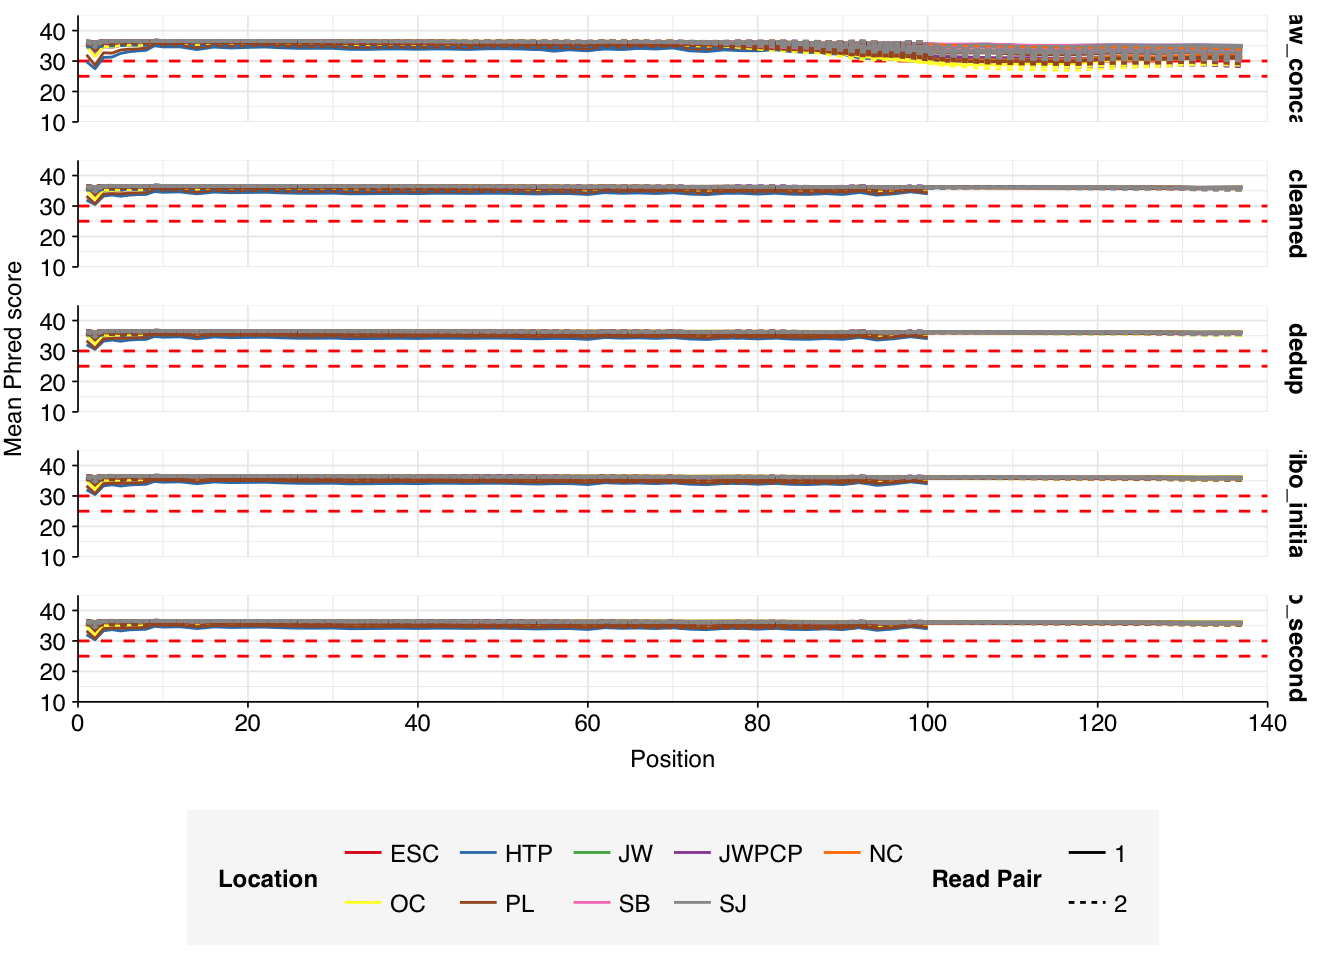 Mean Phred score
40
30
20
10
aw_conca
40
30
20
10
cleaned
40
30
20
10
dedup
40
30
20
10
ibo_initia
40
30
20
10
o_second
0 20 40 60 80 100 120 140
Position
Location
ESC HTP JW JWPCP NC
OC PL SB SJ
Read Pair
1
2